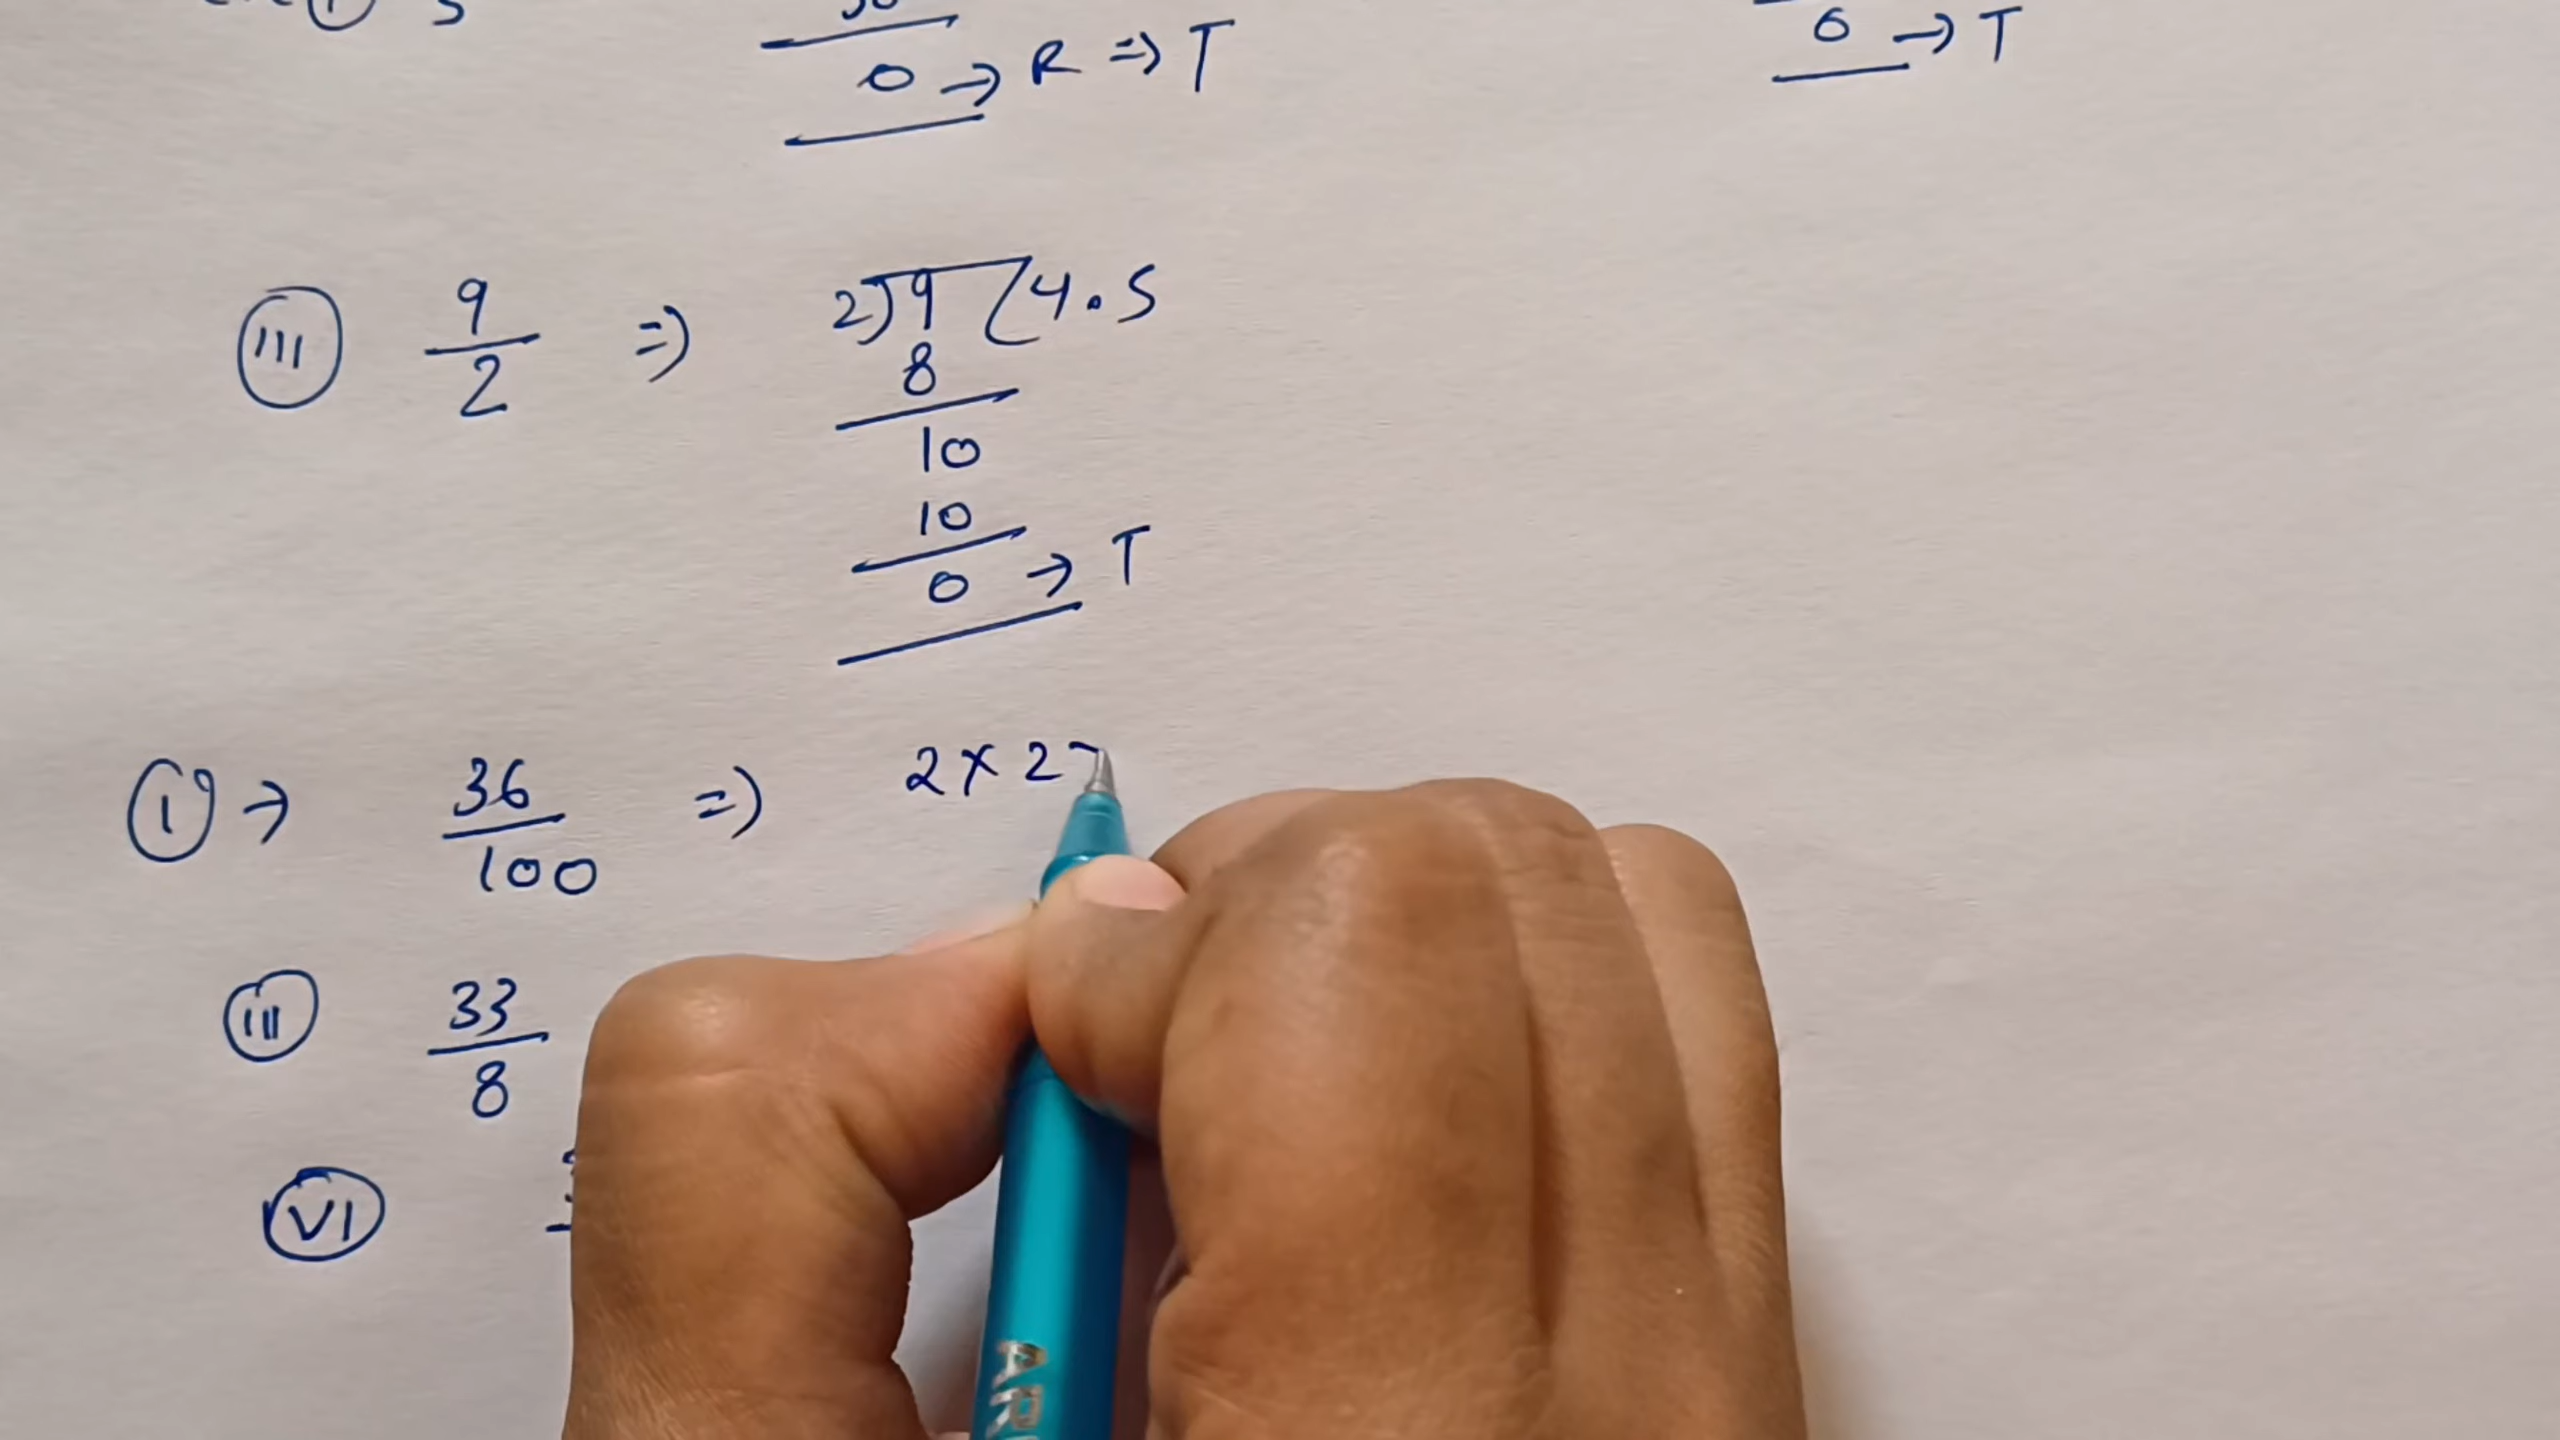 0 → R => T
0 → T
(III) 9/2 => 2)9(4.5
8
10
10
0 → T
(i) → 36/100 => 2 × 2
(III) 33/8
(VI)
AR